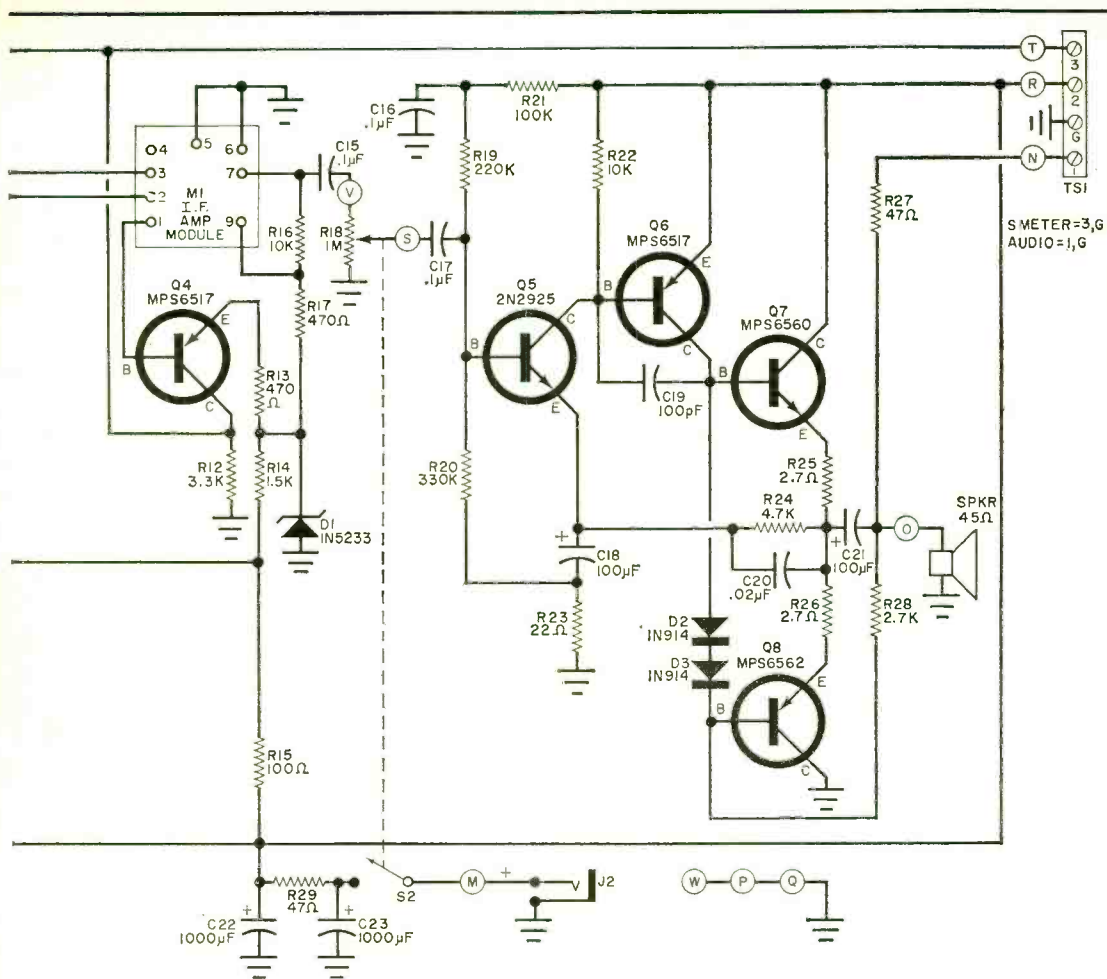 T
3
R
2
G
N
1
TS1
S METER=3,G
AUDIO=1,G
C16
.1µF
R21
100K
4
5
6
3
7
2
1
9
M1
I.F.
AMP
MODULE
C15
.1µF
V
R16
10K
R18
1M
S
C17
.1µF
R19
220K
R22
10K
R27
47Ω
Q6
MPS6517
E
B
C
Q4
MPS6517
E
B
C
R17
470Ω
R13
470
Ω
Q5
2N2925
C
B
E
Q7
MPS6560
C
B
E
C19
100pF
R12
3.3K
R14
1.5K
D1
1N5233
R20
330K
R25
2.7Ω
R24
4.7K
+
C21
100µF
O
SPKR
45Ω
+
C18
100µF
C20
.02µF
R26
2.7Ω
R28
2.7K
R23
22Ω
D2
1N914
D3
1N914
Q8
MPS6562
E
B
C
R15
100Ω
R29
47Ω
+
C22
1000µF
+
C23
1000µF
S2
M
+
J2
W
P
Q